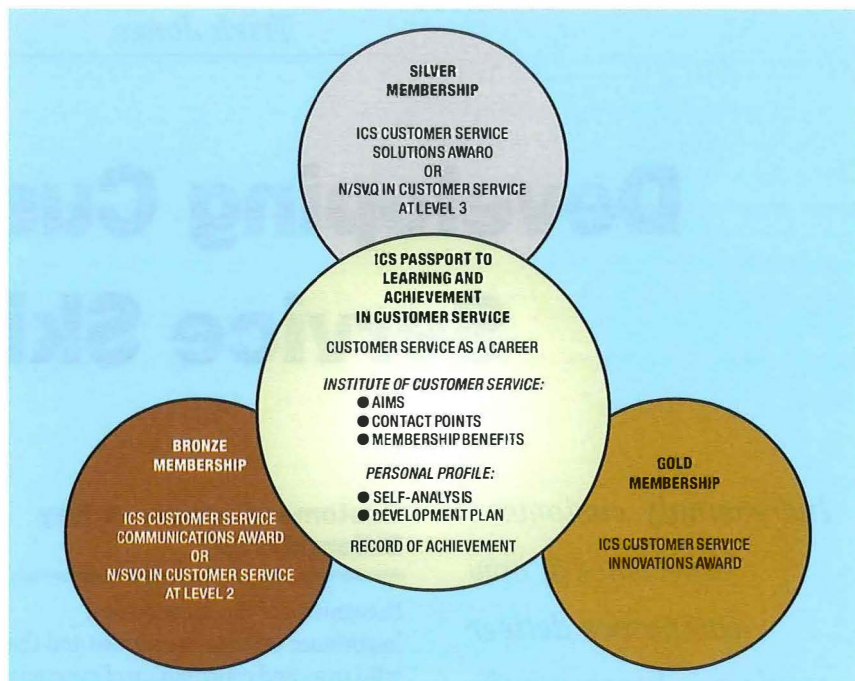 SILVER
MEMBERSHIP
ICS CUSTOMER SERVICE
SOLUTIONS AWARO
OR
N/SVQ IN CUSTOMER SERVICE
AT LEVEL 3
ICS PASSPORT TO
LEARNING AND
ACHIEVEMENT
IN CUSTOMER SERVICE
CUSTOMER SERVICE AS A CAREER
INSTITUTE OF CUSTOMER SERVICE:
● AIMS
● CONTACT POINTS
● MEMBERSHIP BENEFITS
PERSONAL PROFILE:
● SELF-ANALYSIS
● DEVELOPMENT PLAN
RECORD OF ACHIEVEMENT
BRONZE
MEMBERSHIP
ICS CUSTOMER SERVICE
COMMUNICATIONS AWARD
OR
N/SVQ IN CUSTOMER SERVICE
AT LEVEL 2
GOLD
MEMBERSHIP
ICS CUSTOMER SERVICE
INNOVATIONS AWARD